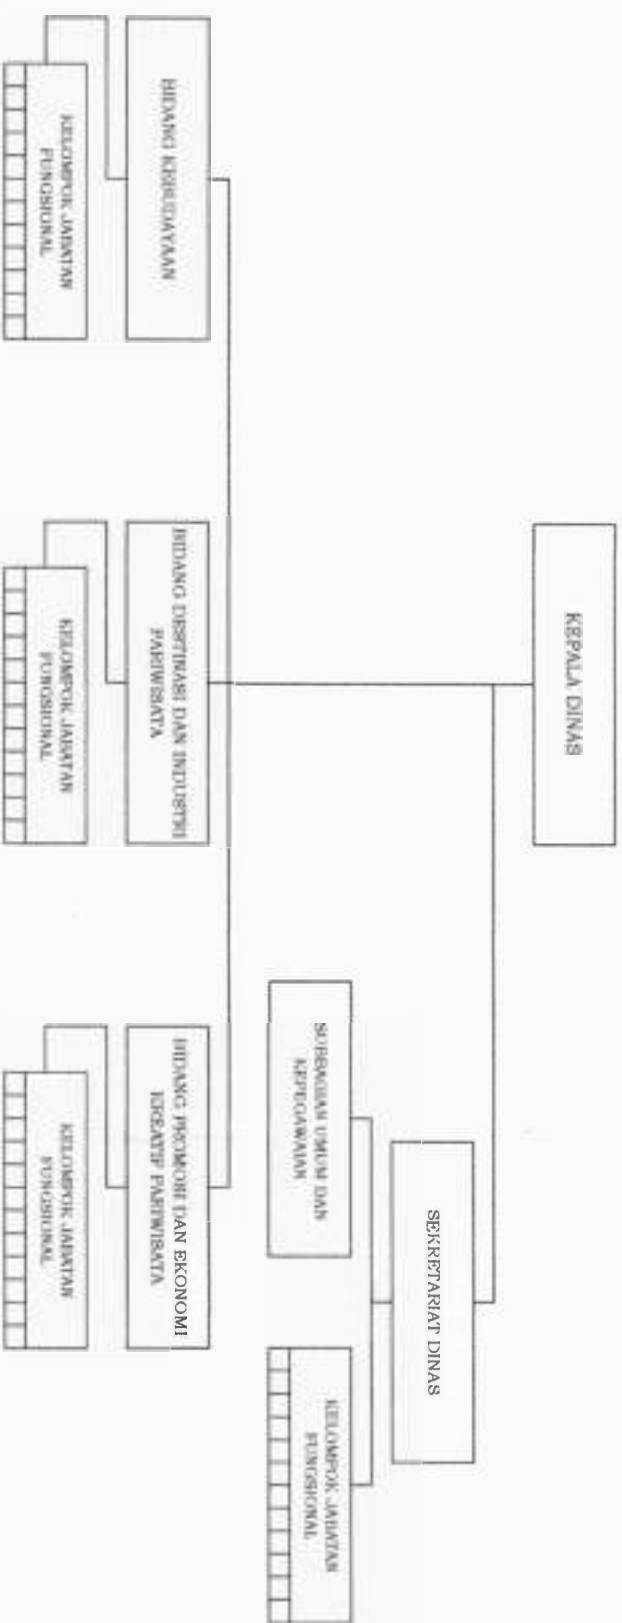 KEPALA DINAS
SEKRETARIAT DINAS
SUBBAGIAN UMUM DAN
KEPEGAWAIAN
KELOMPOK JABATAN
FUNGSIONAL
BIDANG KEBUDAYAAN
BIDANG DESTINASI DAN INDUSTRI
PARIWISATA
BIDANG PROMOSI DAN EKONOMI
KREATIF PARIWISATA
KELOMPOK JABATAN
FUNGSIONAL
KELOMPOK JABATAN
FUNGSIONAL
KELOMPOK JABATAN
FUNGSIONAL